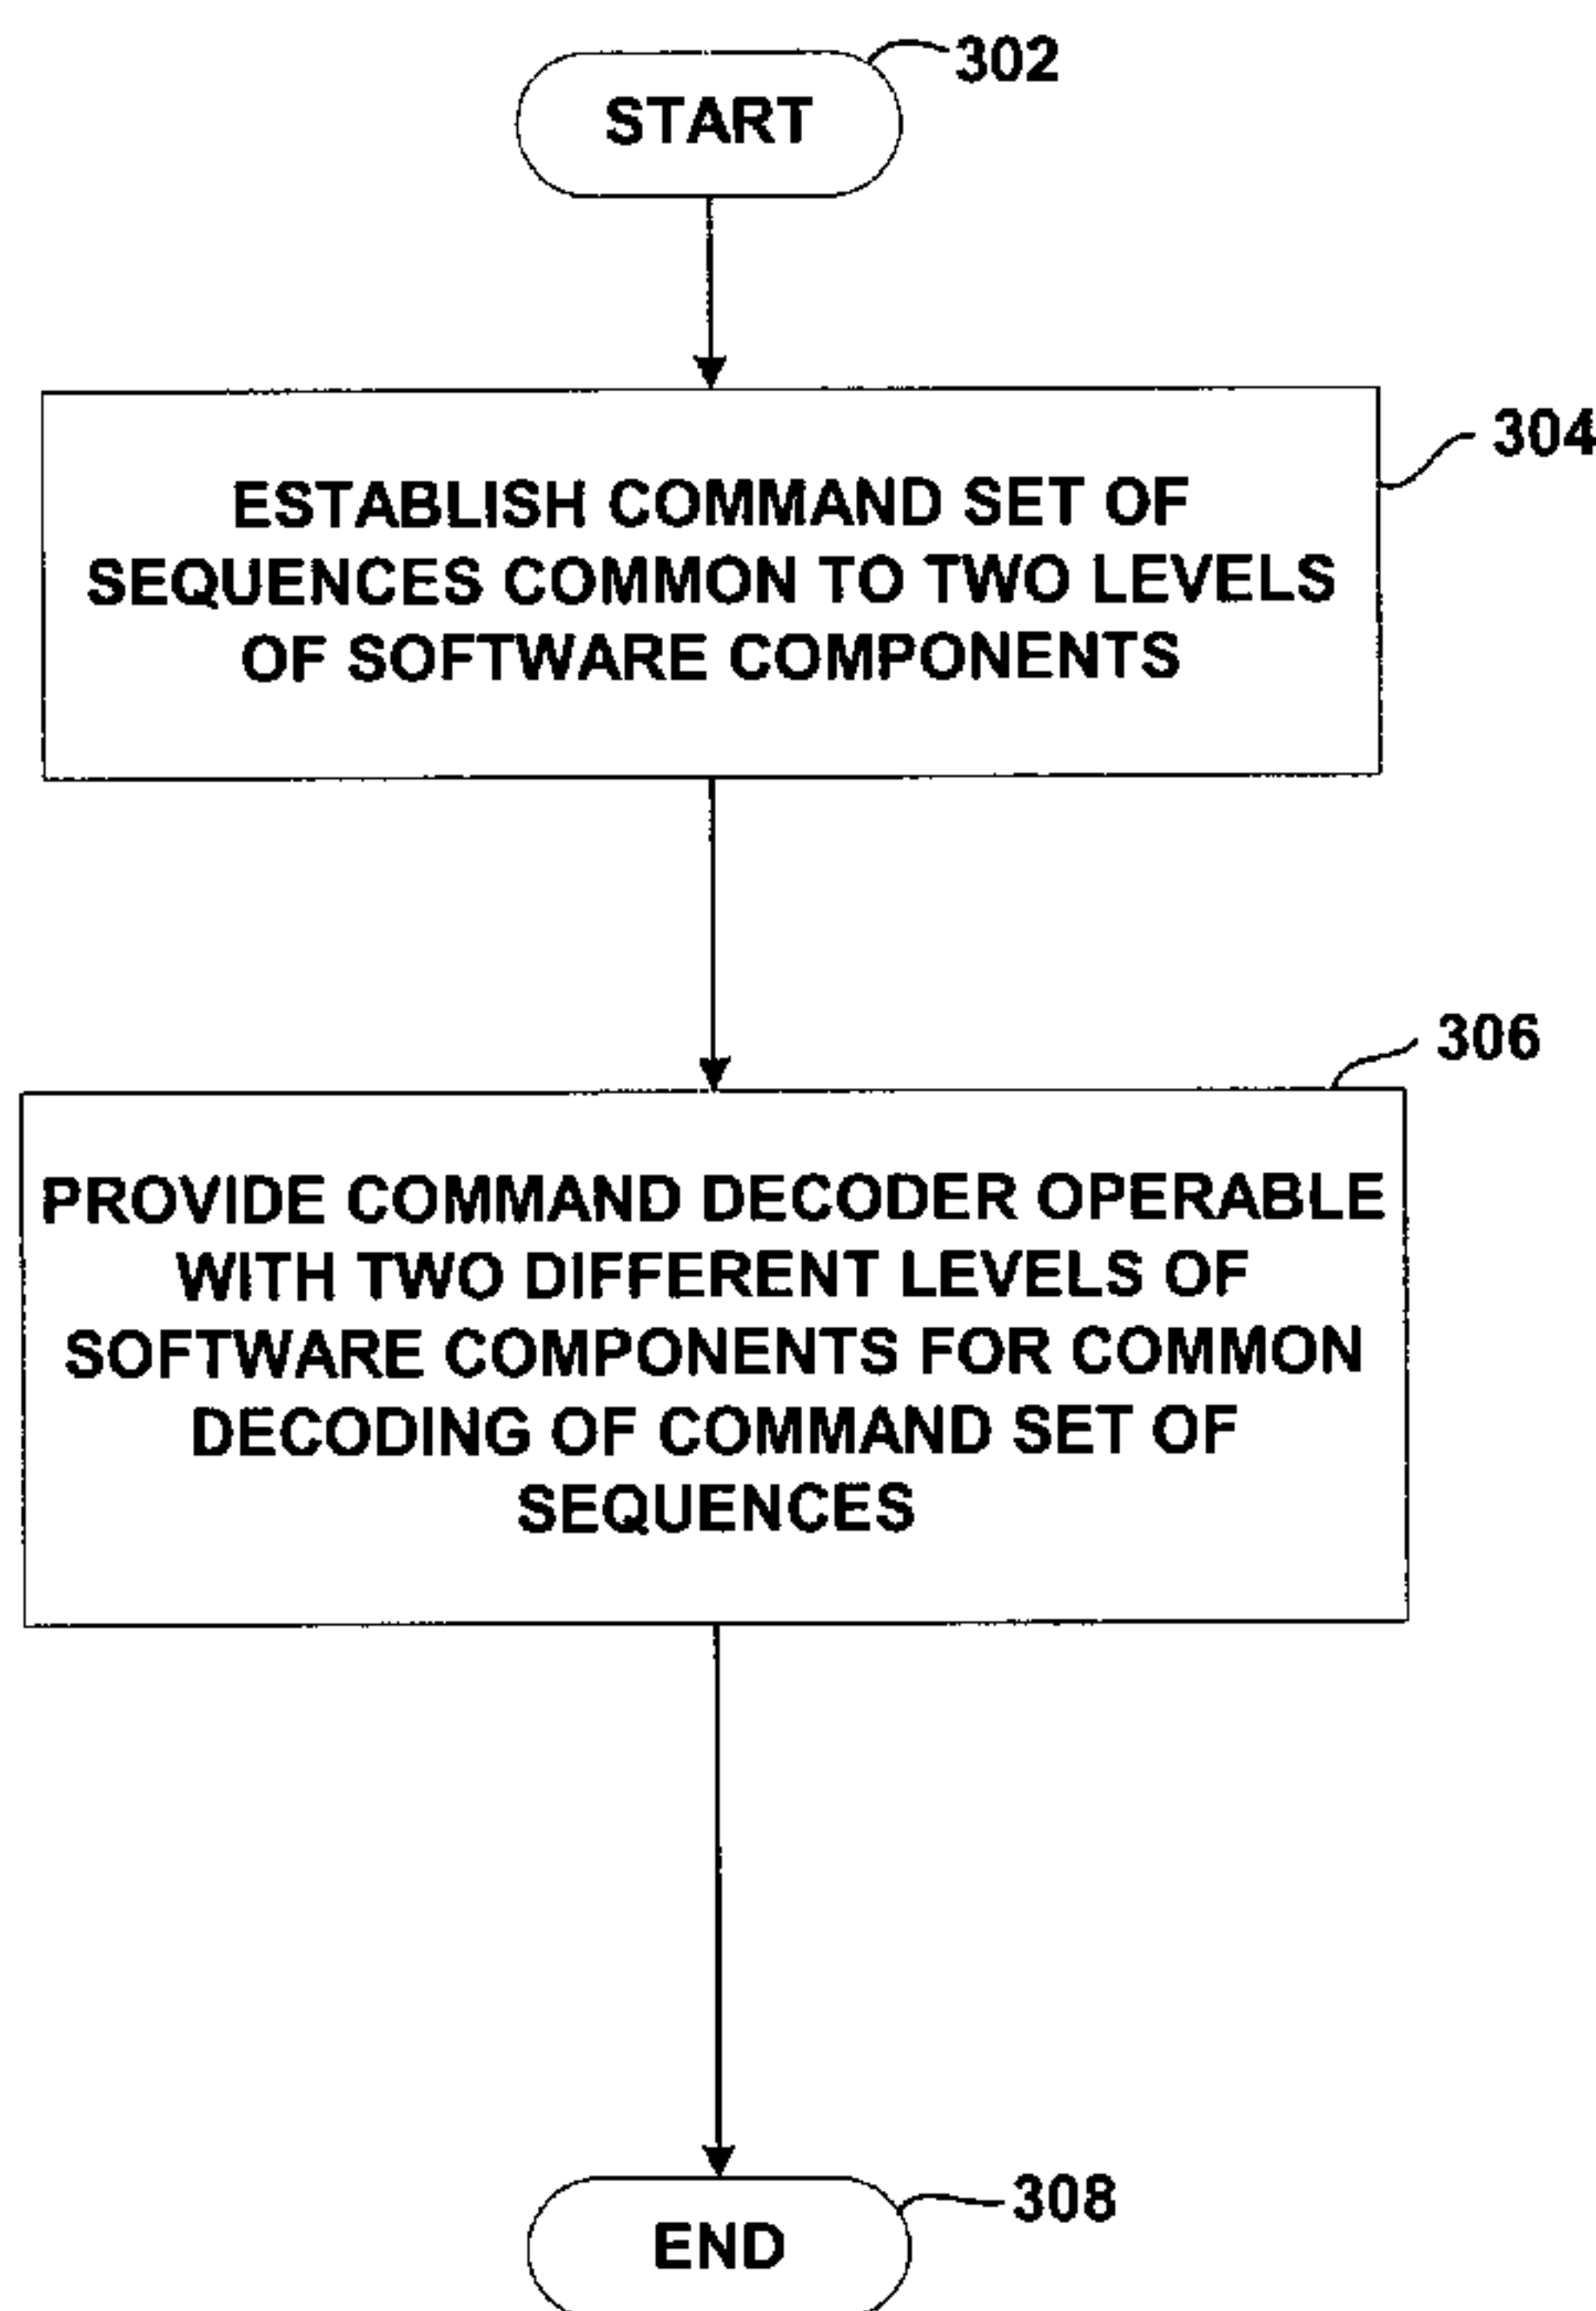 302
START
304
ESTABLISH COMMAND SET OF
SEQUENCES COMMON TO TWO LEVELS
OF SOFTWARE COMPONENTS
306
PROVIDE COMMAND DECODER OPERABLE
WITH TWO DIFFERENT LEVELS OF
SOFTWARE COMPONENTS FOR COMMON
DECODING OF COMMAND SET OF
SEQUENCES
308
END